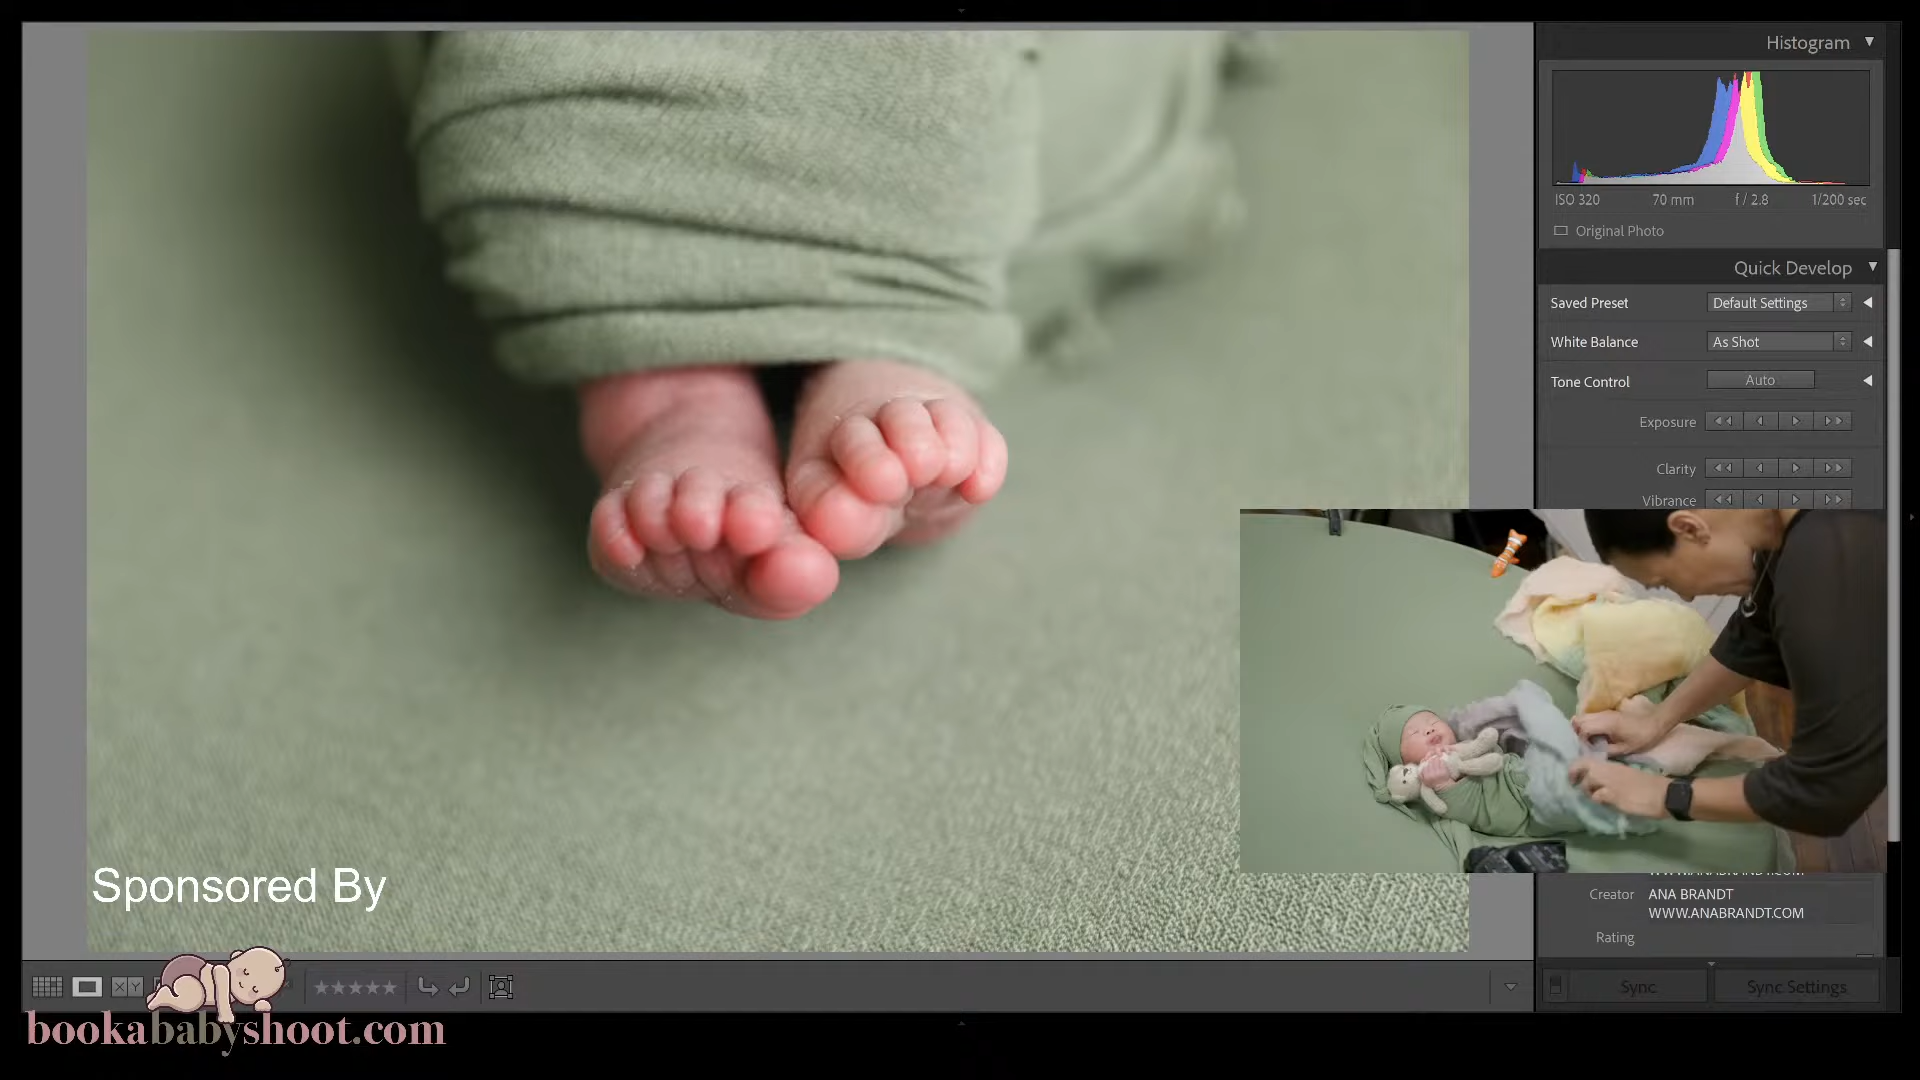 Histogram
ISO 320 70 mm f / 2.8 1/200 sec
Original Photo
Quick Develop
Saved Preset Default Settings
White Balance As Shot
Tone Control Auto
Exposure
Clarity
Vibrance
Creator ANA BRANDT
WWW.ANABRANDT.COM
Rating
Sync Sync Settings
XY
Sponsored By
bookababyshoot.com